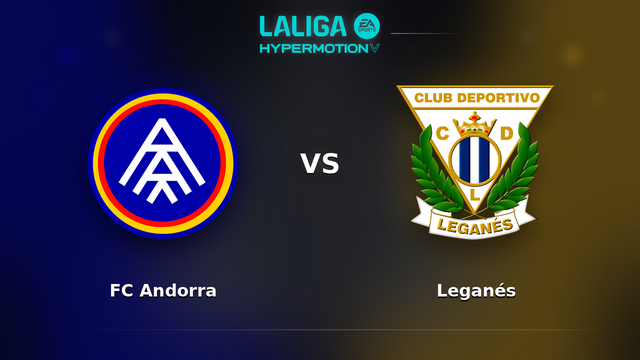 LALIGA EA SPORTS
HYPERMOTION
VS
CLUB DEPORTIVO
C D
L
LEGANÉS
FC Andorra
Leganés